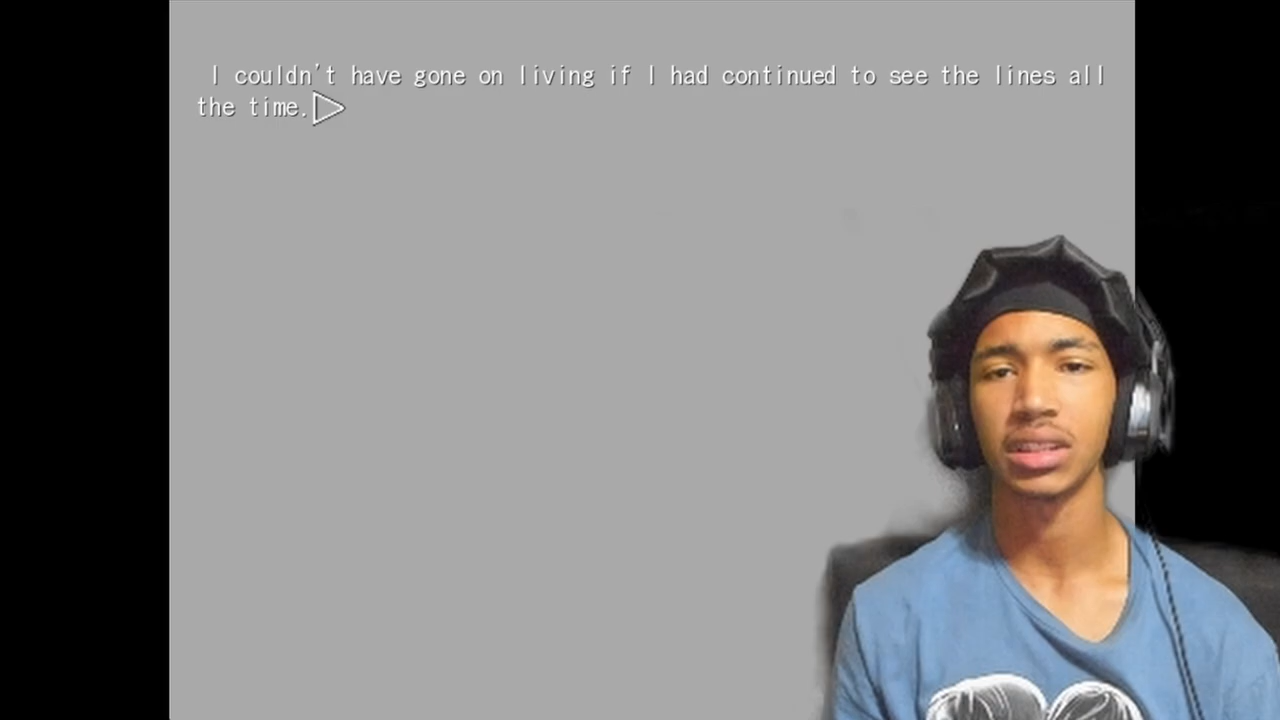 I couldn't have gone on living if I had continued to see the lines all
the time.